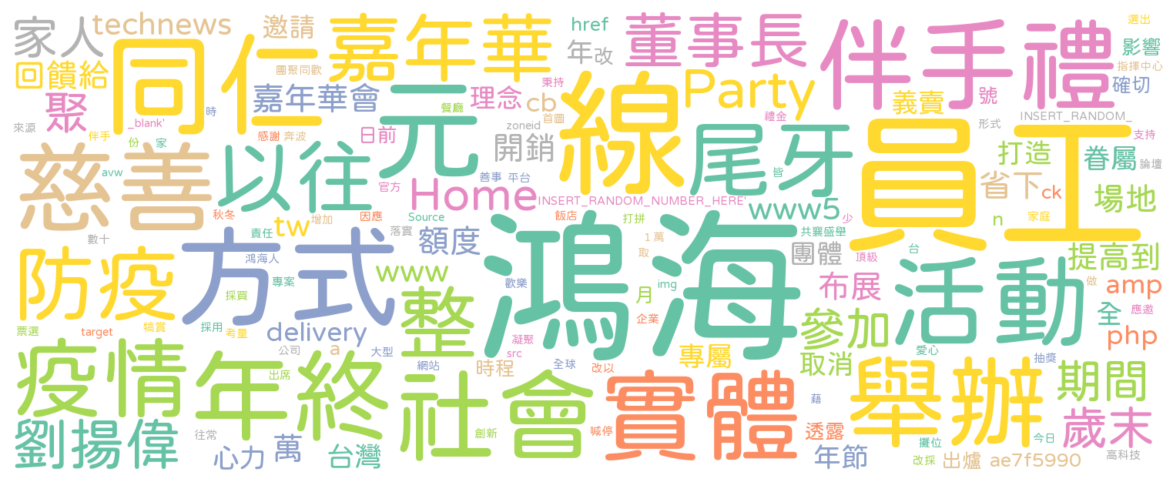 家人
technews
邀請
嘉年華
董事長
伴手禮
href
年
改
選出
影響
指揮中心
確切
回饋給
同仁
團聚同歡
嘉年華會
元
聲廳
秉持
理念
cb
首圖
線
Party
禮金
義賣
號
INSERT_RANDOM_
來源
聚
_blank'
時
伴手
份
家
感謝
奔波
日前
開銷
zoneid
形式
支持
員工
打造
眷屬
論壇
慈善
avw
以往
官方
善事
平台
尾牙
皆
省下
ck
場地
Home
INSERT_RANDOM_NUMBER_HERE'
www5
少
n
家庭
數十
秋冬
增加
因應
Source
飯店
打拼
共襄盛舉
tw
責任
落實
額度
1萬
團體
頂級
台
提高到
防疫
方式
鴻海人
專案
www
鴻海
取
歡樂
img
月
布展
活動
做
amp
採買
企業
應邀
全
票選
target
犒賞
採用
考量
delivery
整
凝聚
參加
php
疫情
公司
a
大型
網站
時程
src
全球
改以
專屬
取消
愛心
抽獎
期間
年終
出席
社會
實體
藉
舉辦
歲末
劉揚偉
往常
心力
萬
台灣
創新
喊停
透露
年節
攤位
今日
改採
出爐
ae7f5990
高科技